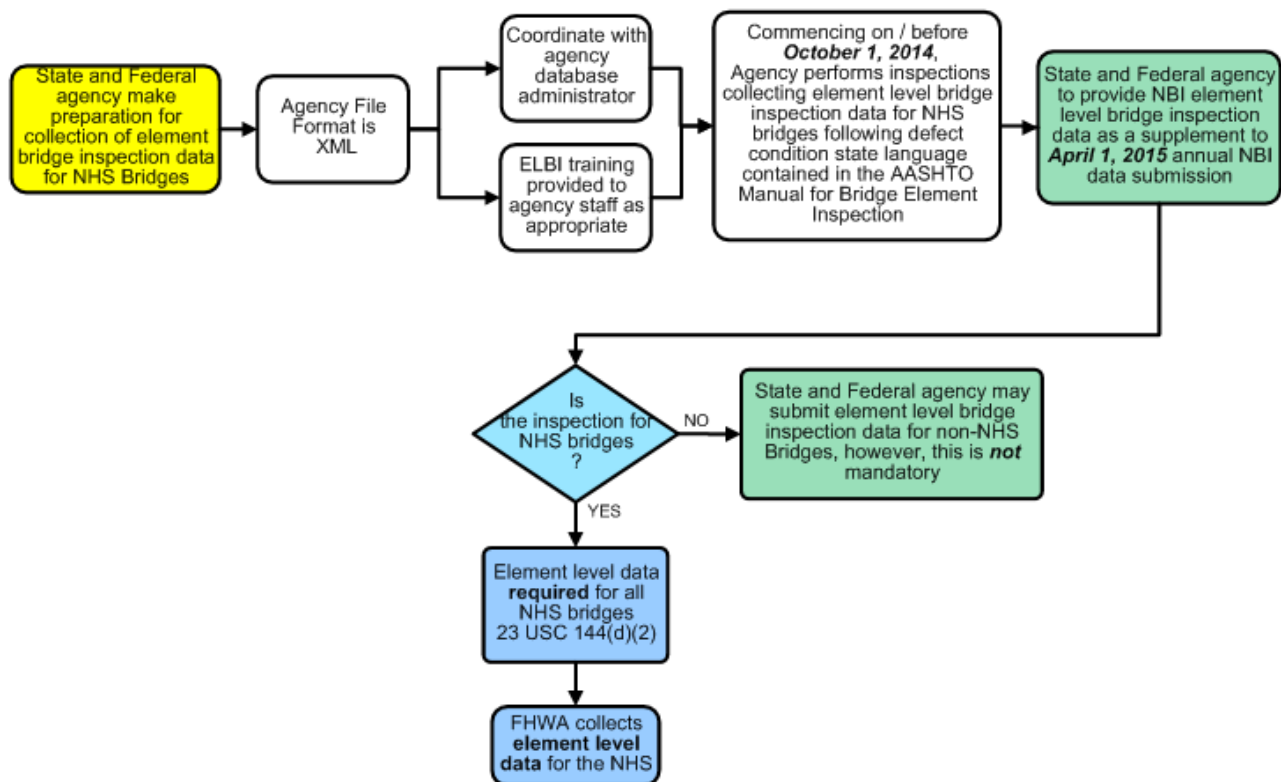 State and Federal
agency make
preparation for
collection of element
bridge inspection data
for NHS Bridges
Agency File
Format is
XML
Coordinate with
agency database
administrator
ELBI training
provided to
agency staff as
appropriate
Commencing on / before
October 1, 2014,
Agency performs inspections
collecting element level bridge
inspection data for NHS
bridges following defect
condition state language
contained in the AASHTO
Manual for Bridge Element
Inspection
State and Federal agency
to provide NBI element
level bridge inspection
data as a supplement to
April 1, 2015 annual NBI
data submission
Is
the inspection for
NHS bridges
?
NO
State and Federal agency may
submit element level bridge
inspection data for non-NHS
Bridges, however, this is not
mandatory
YES
Element level data
required for all
NHS bridges
23 USC 144(d)(2)
FHWA collects
element level
data for the NHS